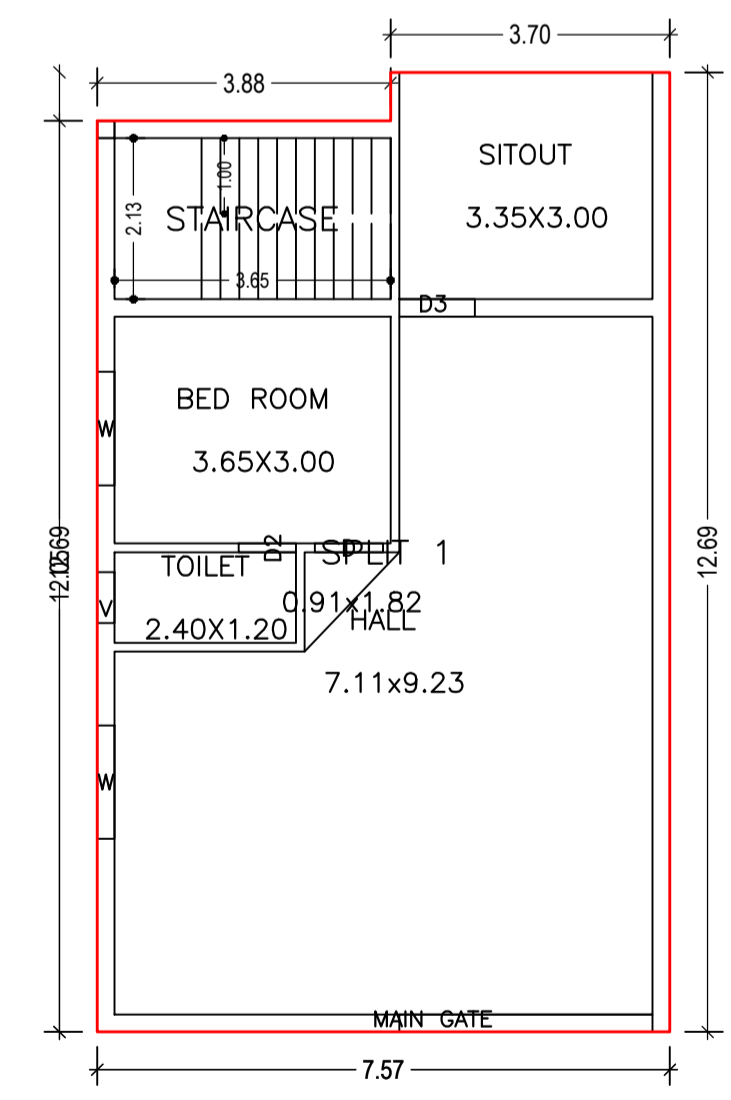 3.70
3.88
SITOUT
3.35X3.00
1.00
2.13
STAIRCASE
3.65
D3
BED ROOM
W
3.65X3.00
D2
SPLIT 1
TOILET
12.69
0.91x1.82
V
HALL
2.40X1.20
7.11x9.23
W
MAIN GATE
7.57